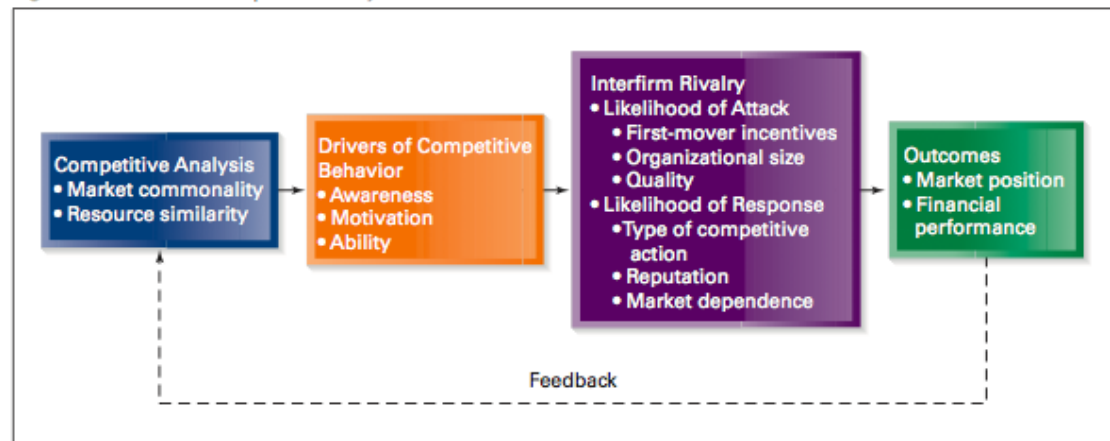 Competitive Analysis
• Market commonality
• Resource similarity
Drivers of Competitive
Behavior
• Awareness
• Motivation
• Ability
Interfirm Rivalry
• Likelihood of Attack
• First-mover incentives
• Organizational size
• Quality
• Likelihood of Response
• Type of competitive
action
• Reputation
• Market dependence
Outcomes
• Market position
• Financial
performance
Feedback